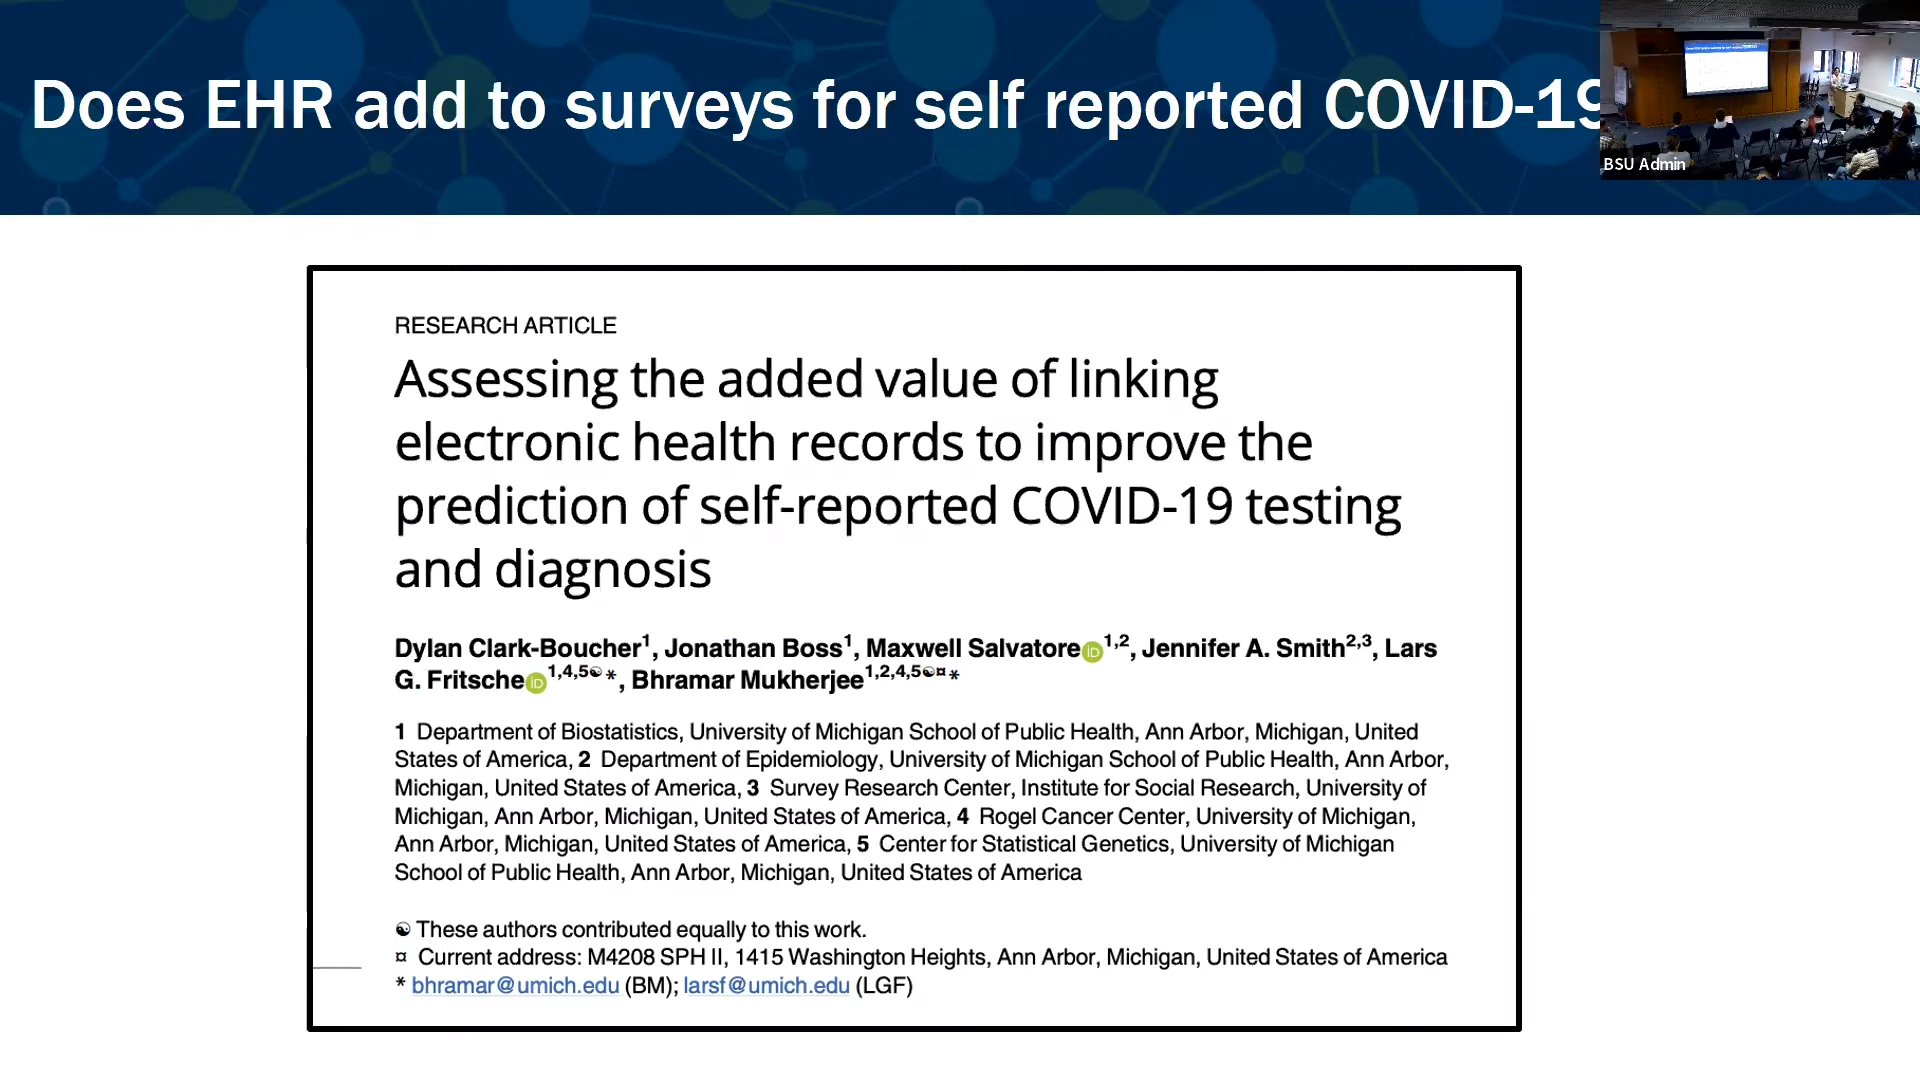 Does EHR add to surveys for self reported COVID-19
BSU Admin
RESEARCH ARTICLE
Assessing the added value of linking
electronic health records to improve the
prediction of self-reported COVID-19 testing
and diagnosis
Dylan Clark-Boucher1, Jonathan Boss1, Maxwell Salvatore iD 1,2, Jennifer A. Smith2,3, Lars
G. Fritsche iD 1,4,5☯*, Bhramar Mukherjee1,2,4,5☯¤*
1 Department of Biostatistics, University of Michigan School of Public Health, Ann Arbor, Michigan, United
States of America, 2 Department of Epidemiology, University of Michigan School of Public Health, Ann Arbor,
Michigan, United States of America, 3 Survey Research Center, Institute for Social Research, University of
Michigan, Ann Arbor, Michigan, United States of America, 4 Rogel Cancer Center, University of Michigan,
Ann Arbor, Michigan, United States of America, 5 Center for Statistical Genetics, University of Michigan
School of Public Health, Ann Arbor, Michigan, United States of America
☯ These authors contributed equally to this work.
¤ Current address: M4208 SPH II, 1415 Washington Heights, Ann Arbor, Michigan, United States of America
* bhramar@umich.edu (BM); larsf@umich.edu (LGF)